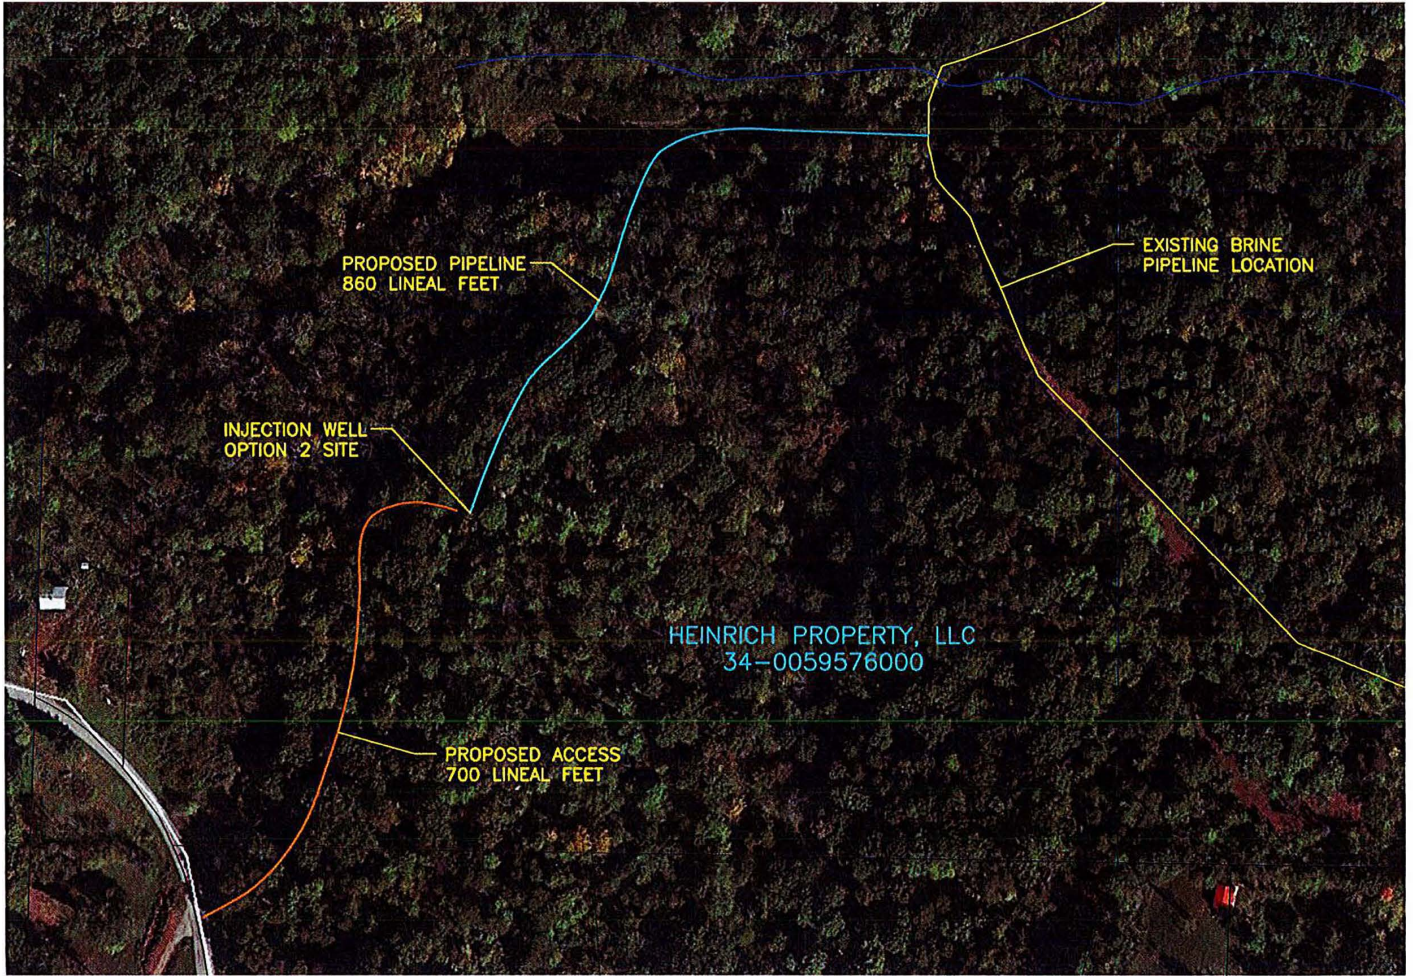 EXISTING BRINE
PIPELINE LOCATION
PROPOSED PIPELINE
860 LINEAL FEET
INJECTION WELL
OPTION 2 SITE
HEINRICH PROPERTY, LLC
34-0059576000
PROPOSED ACCESS
700 LINEAL FEET